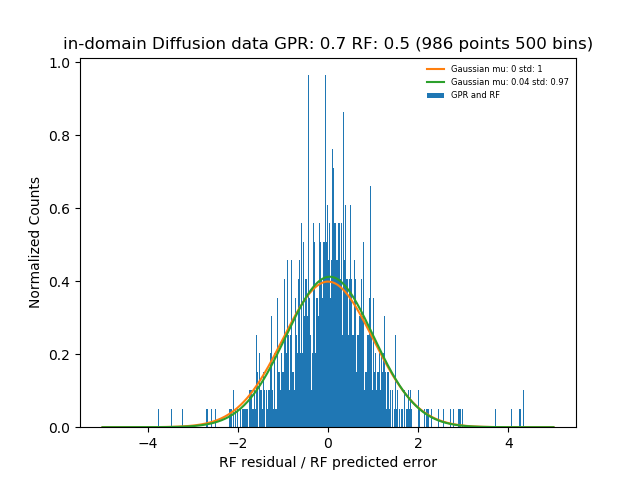 in-domain Diffusion data GPR: 0.7 RF: 0.5 (986 points 500 bins)
Gaussian mu: 0 std: 1
Gaussian mu: 0.04 std: 0.97
GPR and RF
Normalized Counts
1.0
0.8
0.6
0.4
0.2
0.0
−4 −2 0 2 4
RF residual / RF predicted error